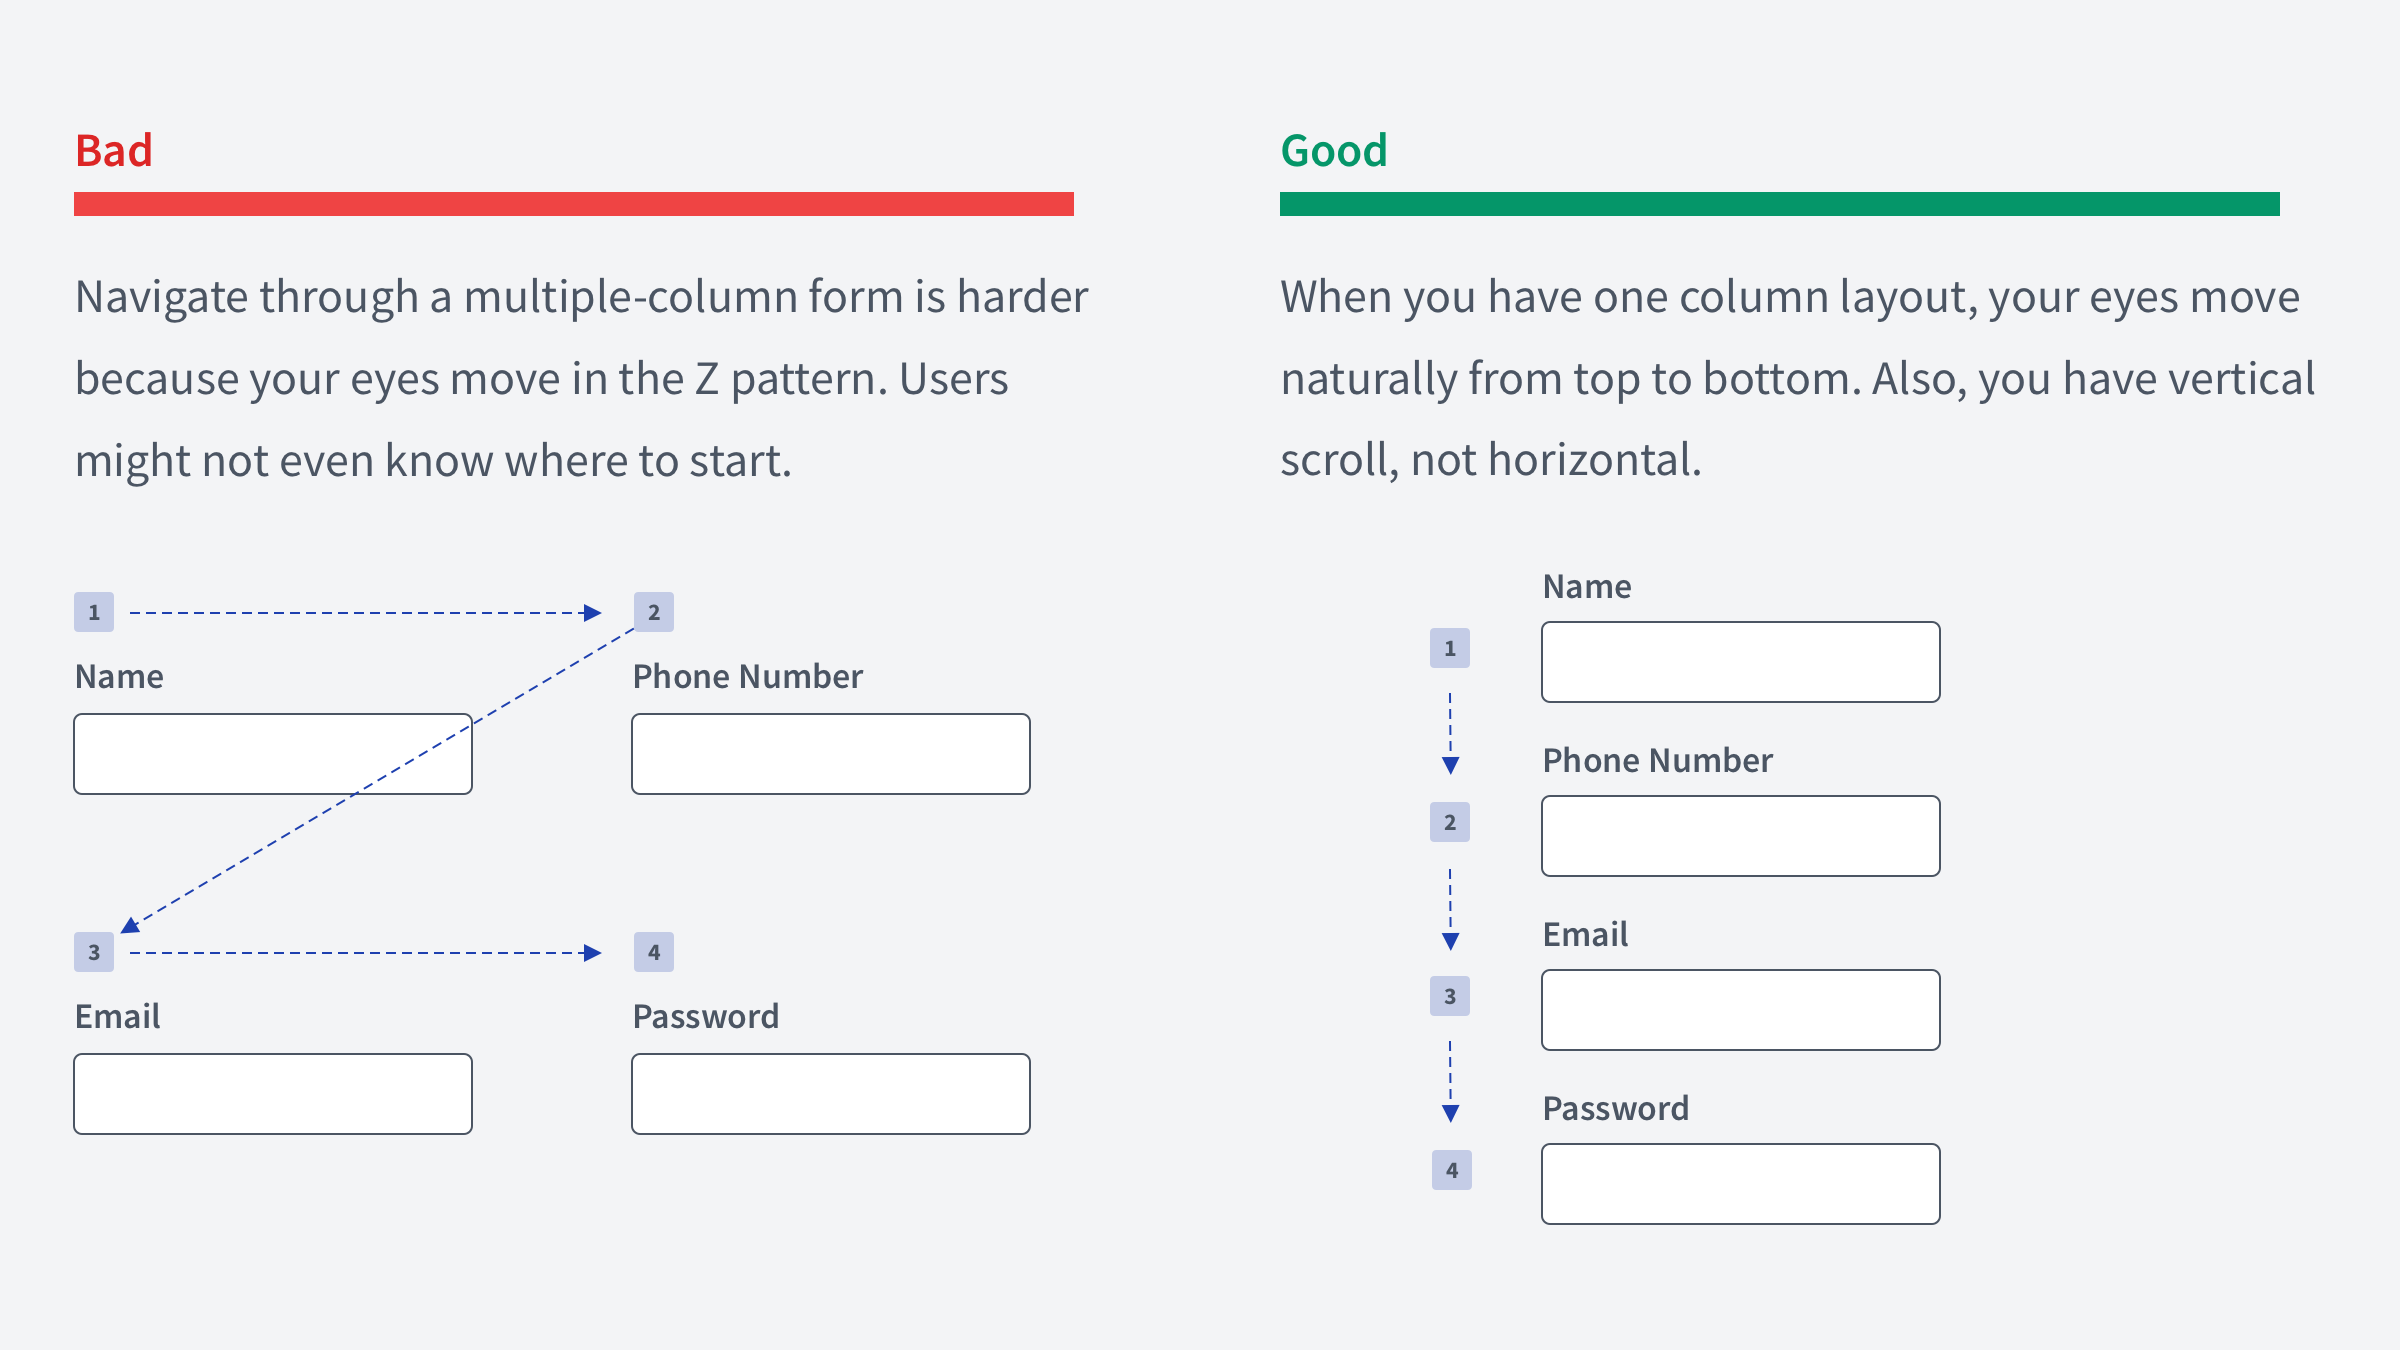 Bad
Navigate through a multiple-column form is harder
because your eyes move in the Z pattern. Users
might not even know where to start.
1
2
Name
Phone Number
3
4
Email
Password
Good
When you have one column layout, your eyes move
naturally from top to bottom. Also, you have vertical
scroll, not horizontal.
Name
1
Phone Number
2
Email
3
Password
4